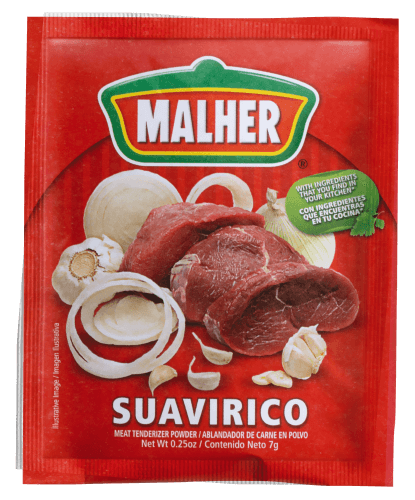 MALHER
®
WITH INGREDIENTS
THAT YOU FIND IN
YOUR KITCHEN*
CON INGREDIENTES
QUE ENCUENTRAS
EN TU COCINA*
Illustrative image / Imagen Ilustrativa
SUAVIRICO
MEAT TENDERIZER POWDER / ABLANDADOR DE CARNE EN POLVO
Net Wt 0.25oz / Contenido Neto 7g